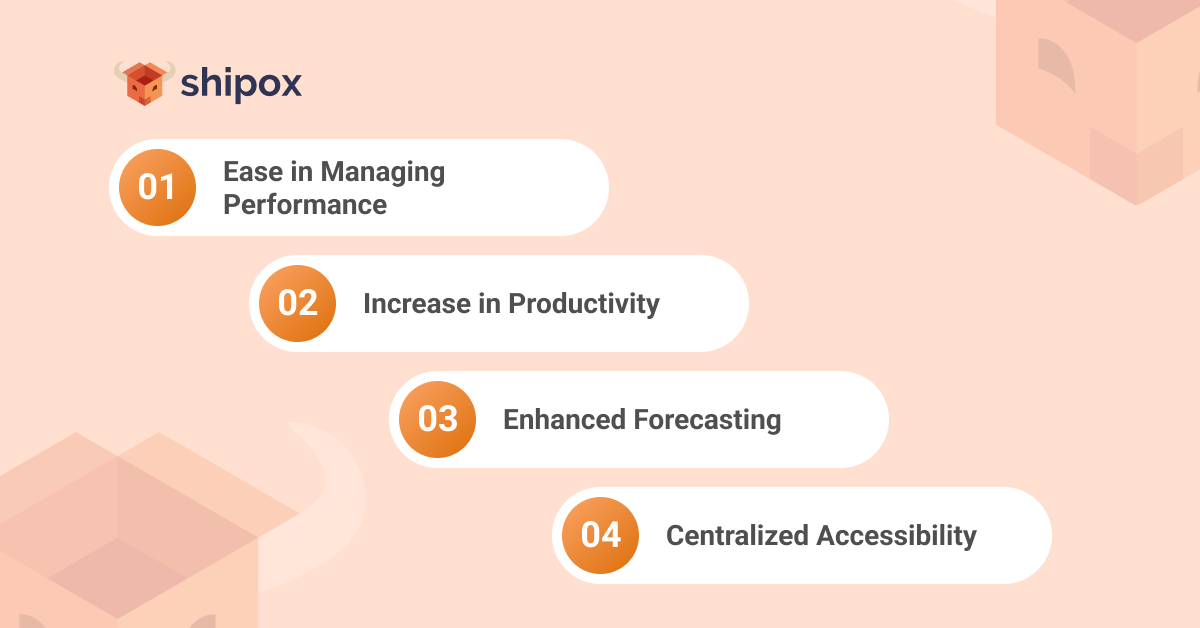 shipox
01
Ease in Managing
Performance
02
Increase in Productivity
03
Enhanced Forecasting
04
Centralized Accessibility